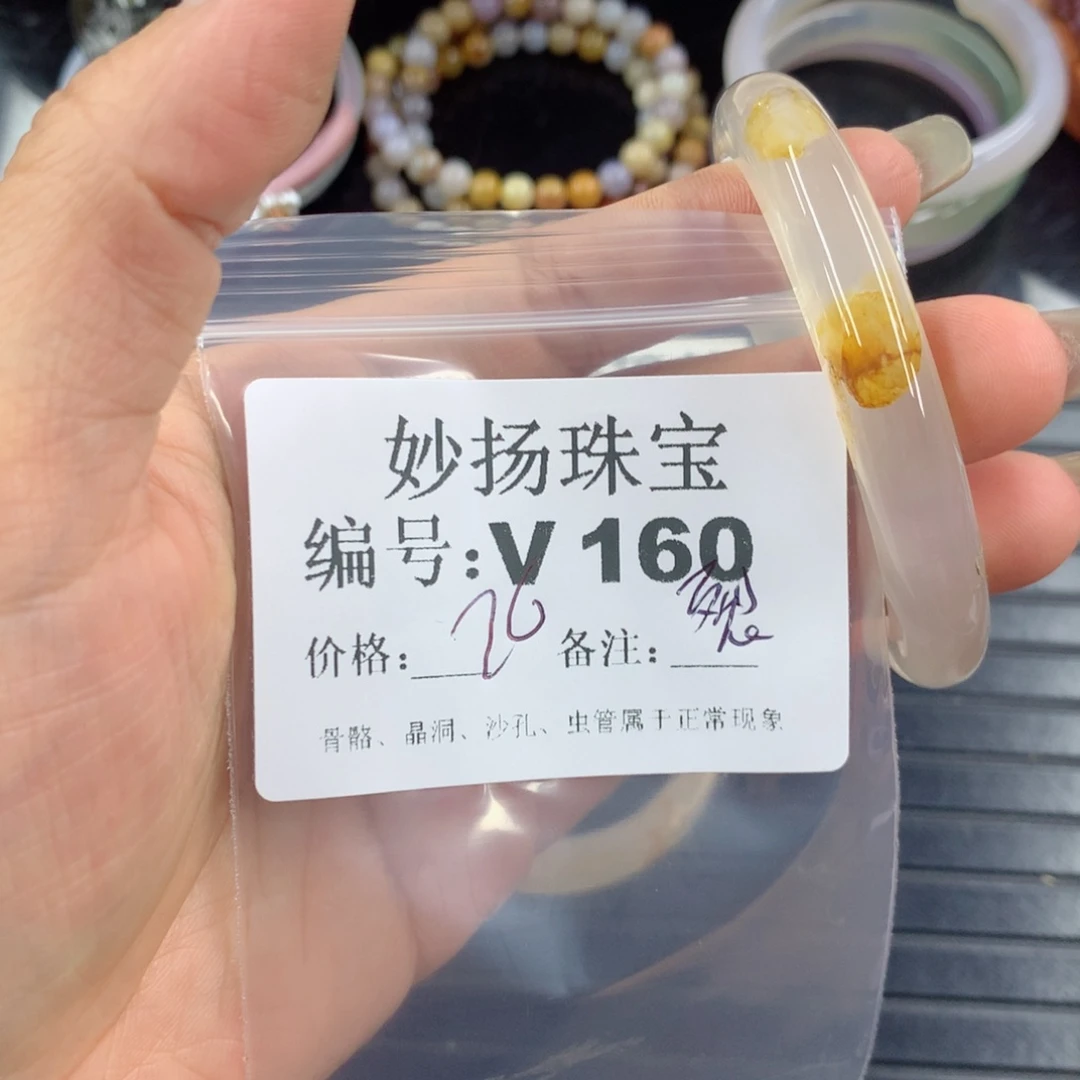 妙扬珠宝
编号:V 160
价格: 备注:
骨骼、晶洞、沙孔、虫管属于正常现象